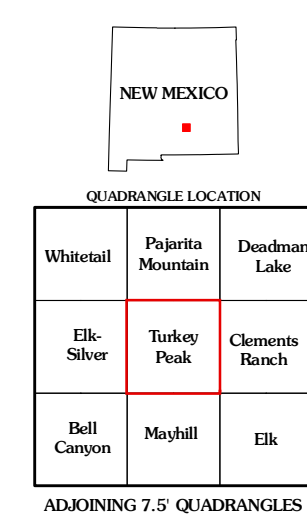 NEW MEXICO
QUADRANGLE LOCATION
Whitetail
Pajarita
Mountain
Deadman
Lake
Elk-
Silver
Turkey
Peak
Clements
Ranch
Bell
Canyon
Mayhill
Elk
ADJOINING 7.5' QUADRANGLES